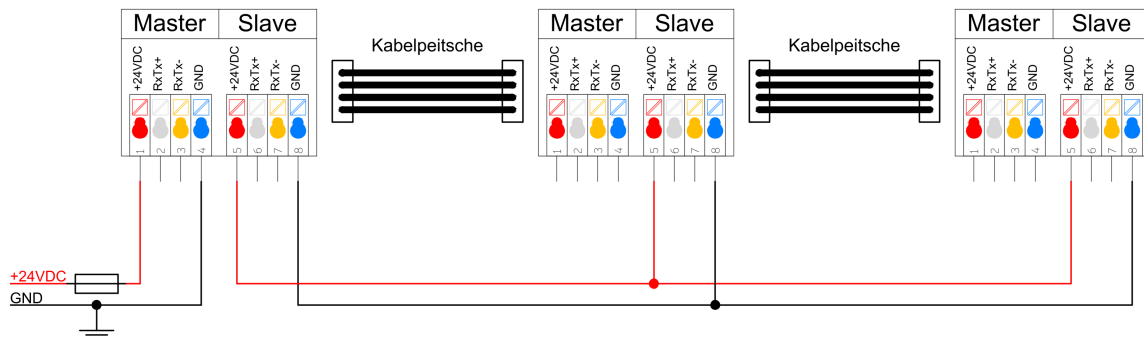 Master Slave
+24VDC RxTx+ RxTx- GND +24VDC RxTx+ RxTx- GND
1 2 3 4 5 6 7 8
Kabelpeitsche
Master Slave
+24VDC RxTx+ RxTx- GND +24VDC RxTx+ RxTx- GND
1 2 3 4 5 6 7 8
Kabelpeitsche
Master Slave
+24VDC RxTx+ RxTx- GND +24VDC RxTx+ RxTx- GND
1 2 3 4 5 6 7 8
+24VDC
GND